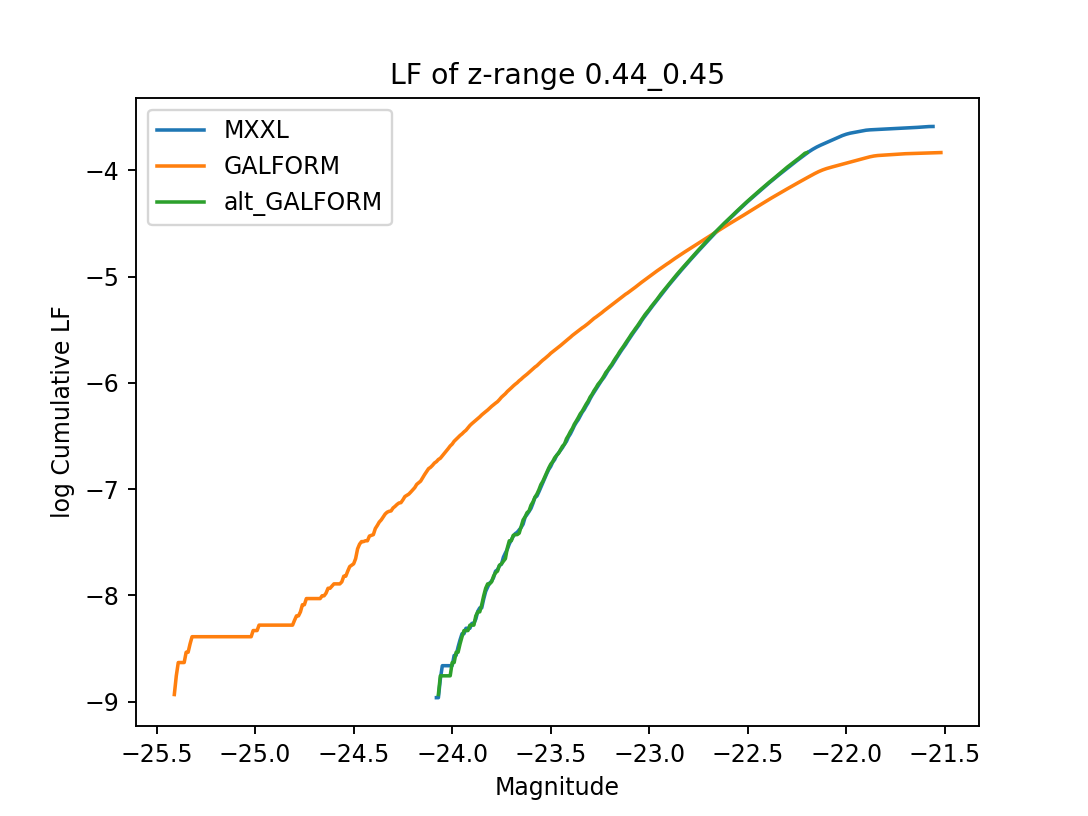 LF of z-range 0.44_0.45
MXXL
GALFORM
alt_GALFORM
log Cumulative LF
−4
−5
−6
−7
−8
−9
−25.5 −25.0 −24.5 −24.0 −23.5 −23.0 −22.5 −22.0 −21.5
Magnitude